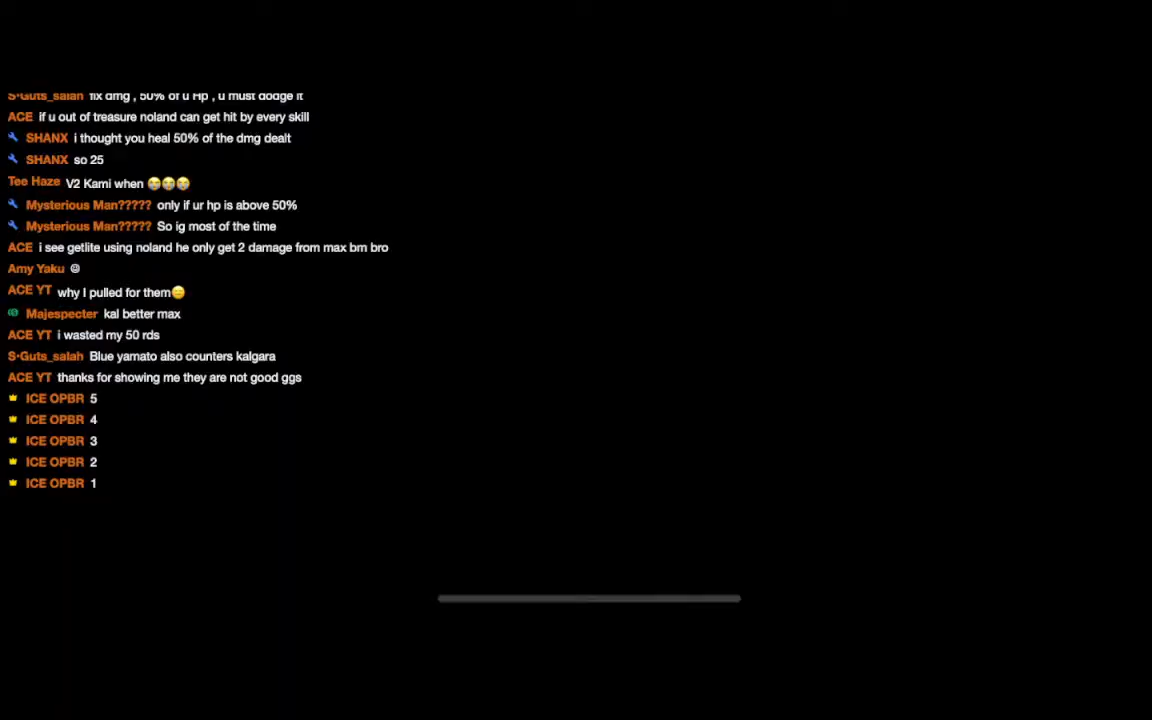 S•Guts_salah fix dmg , 50% of u Hp , u must dodge it
ACE if u out of treasure noland can get hit by every skill
SHANX i thought you heal 50% of the dmg dealt
SHANX so 25
Tee Haze V2 Kami when 😭😭😭
Mysterious Man????? only if ur hp is above 50%
Mysterious Man????? So ig most of the time
ACE i see getlite using noland he only get 2 damage from max bm bro
Amy Yaku ☺
ACE YT why I pulled for them😑
Majespecter kal better max
ACE YT i wasted my 50 rds
S•Guts_salah Blue yamato also counters kalgara
ACE YT thanks for showing me they are not good ggs
ICE OPBR 5
ICE OPBR 4
ICE OPBR 3
ICE OPBR 2
ICE OPBR 1